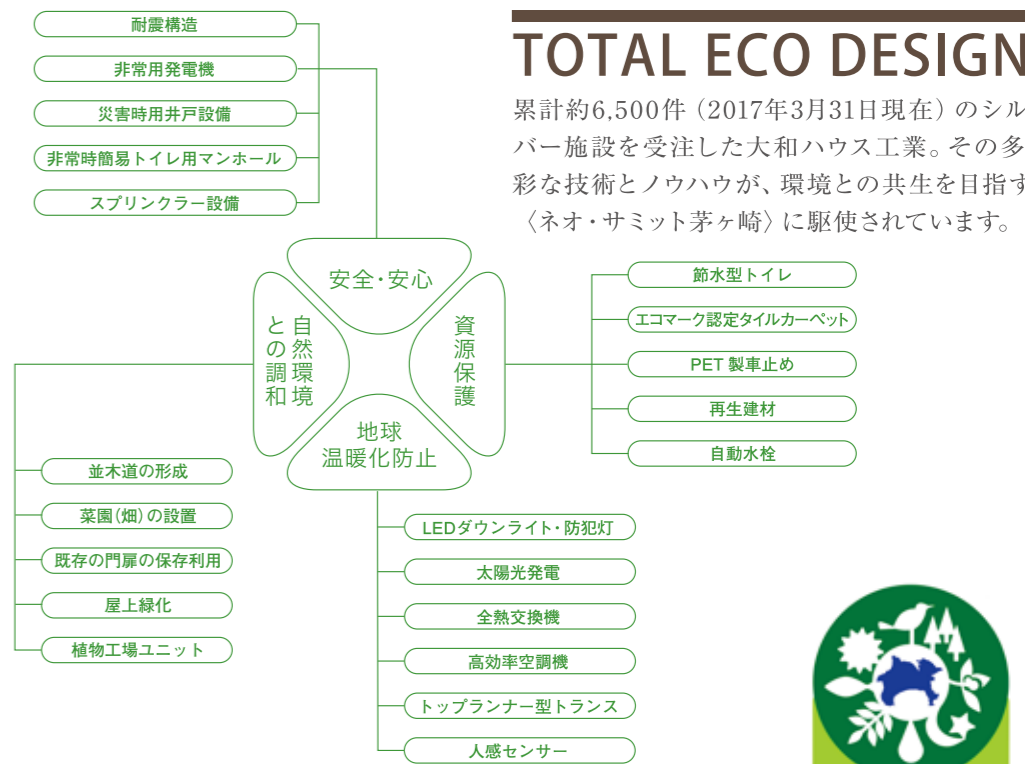 耐震構造
非常用発電機
災害時用井戸設備
非常時簡易トイレ用マンホール
スプリンクラー設備
TOTAL ECO DESIGN
累計約6,500件（2017年3月31日現在）のシル
バー施設を受注した大和ハウス工業。その多
彩な技術とノウハウが、環境との共生を目指す
〈ネオ・サミット茅ヶ崎〉に駆使されています。
安全・安心
自然環境
との調和
資源保護
地球
温暖化防止
節水型トイレ
エコマーク認定タイルカーペット
PET 製車止め
再生建材
自動水栓
並木道の形成
菜園(畑)の設置
既存の門扉の保存利用
屋上緑化
植物工場ユニット
LEDダウンライト・防犯灯
太陽光発電
全熱交換機
高効率空調機
トップランナー型トランス
人感センサー